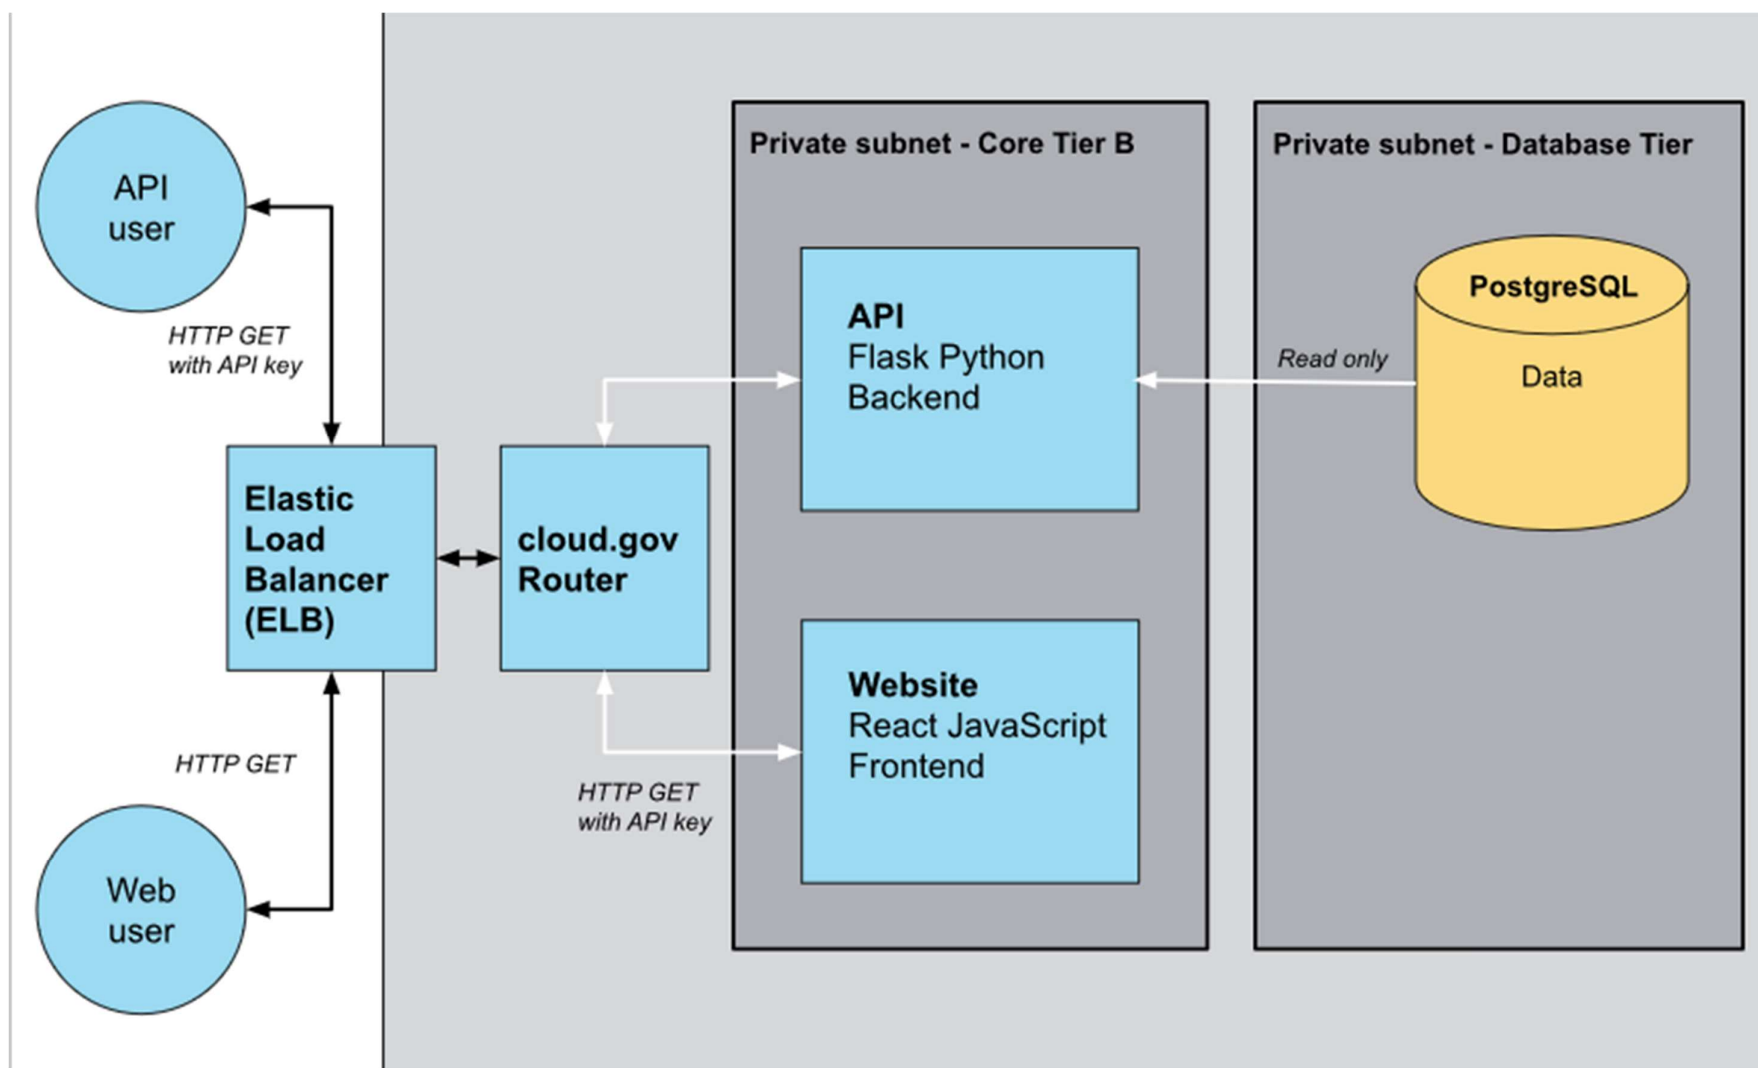 API
user
HTTP GET
with API key
Elastic
Load
Balancer
(ELB)
HTTP GET
Web
user
cloud.gov
Router
HTTP GET
with API key
Private subnet - Core Tier B
API
Flask Python
Backend
Website
React JavaScript
Frontend
Private subnet - Database Tier
Read only
PostgreSQL
Data